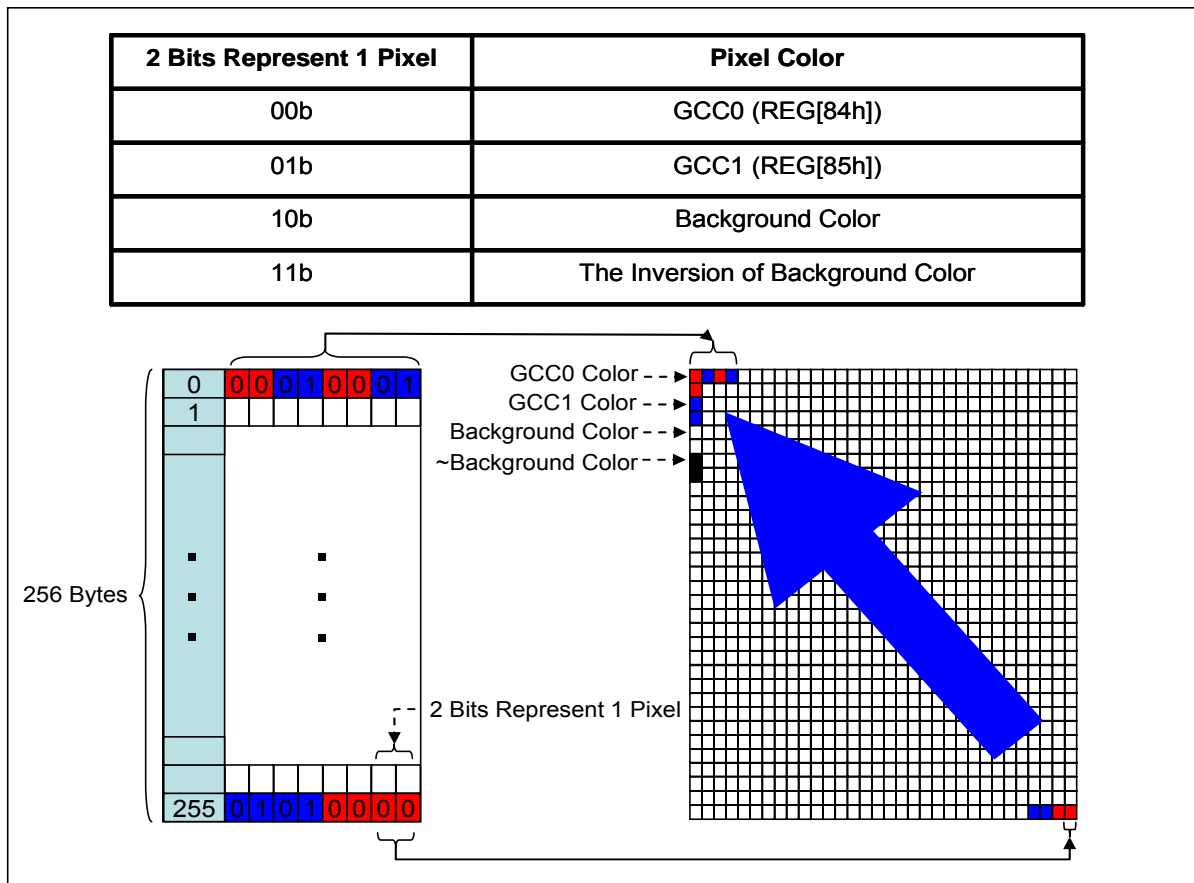 2 Bits Represent 1 Pixel Pixel Color
00b GCC0 (REG[84h])
01b GCC1 (REG[85h])
10b Background Color
11b The Inversion of Background Color
0 0 0 0 1 0 0 0 1
1
GCC0 Color
GCC1 Color
Background Color
~Background Color
256 Bytes
2 Bits Represent 1 Pixel
255 0 1 0 1 0 0 0 0